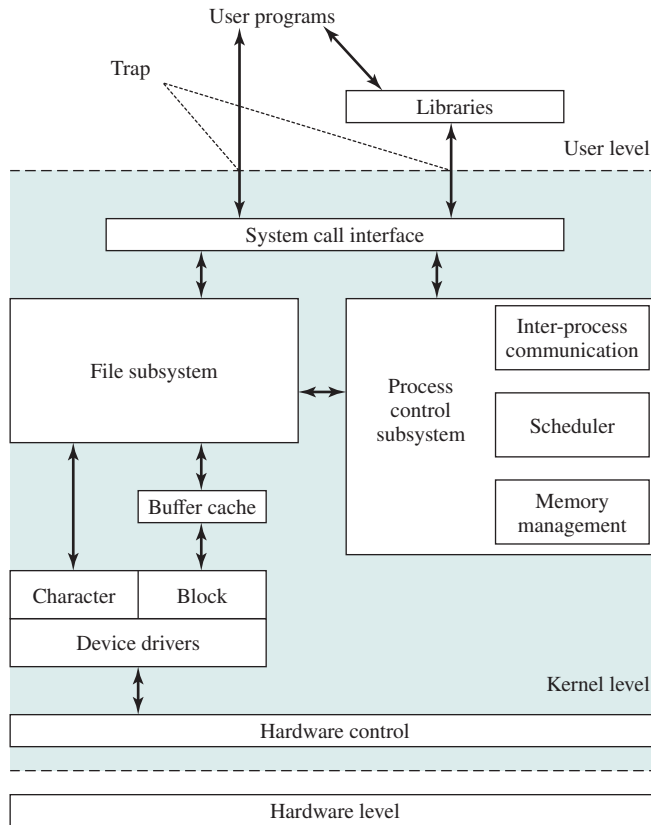 User programs
Trap
Libraries
User level
System call interface
File subsystem
Process
control
subsystem
Inter-process
communication
Scheduler
Memory
management
Buffer cache
Character
Block
Device drivers
Kernel level
Hardware control
Hardware level